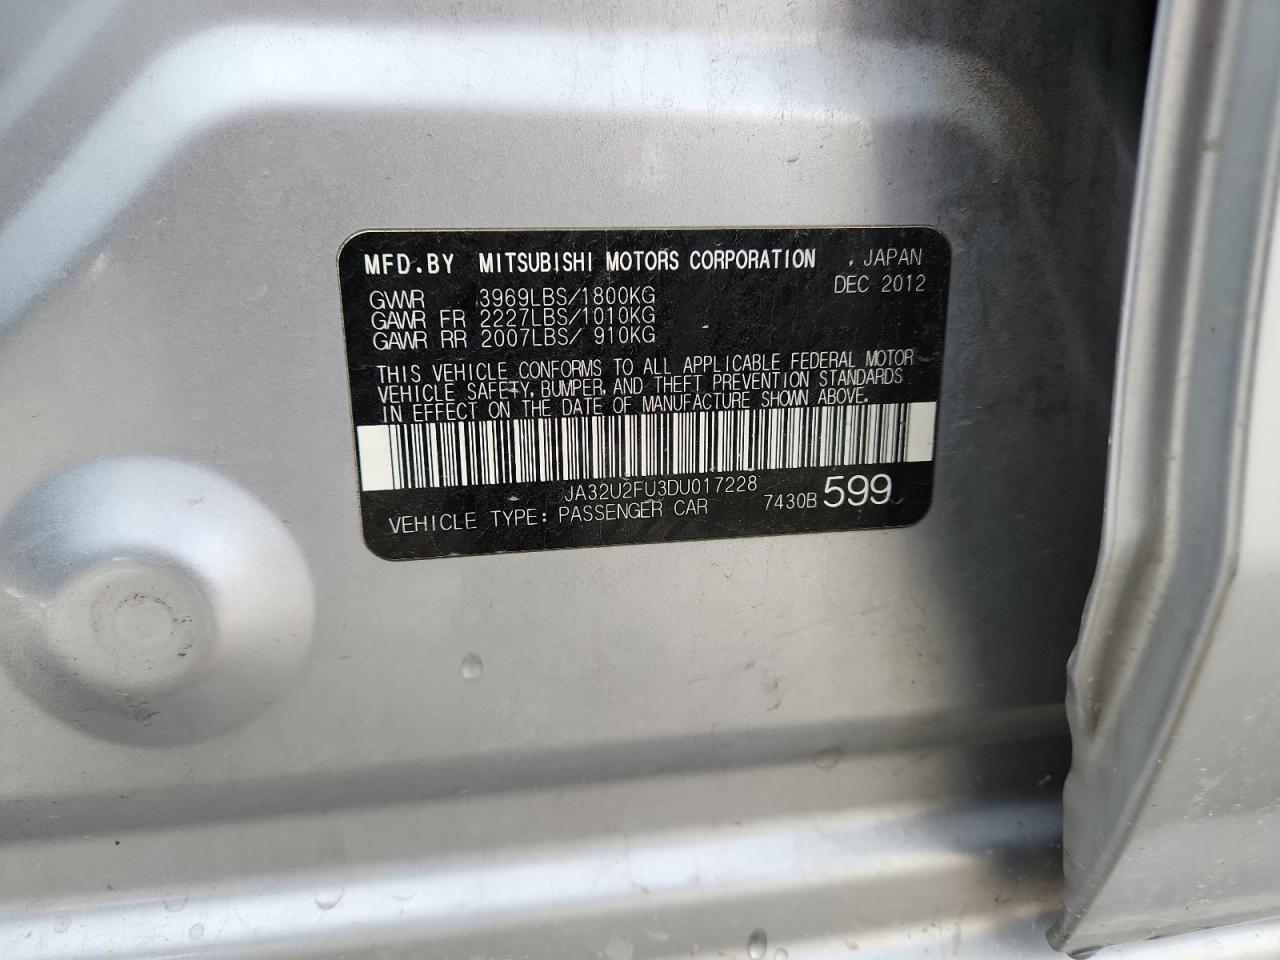 MFD.BY MITSUBISHI MOTORS CORPORATION , JAPAN
DEC 2012
GVWR 3969LBS/1800KG
GAWR FR 2227LBS/1010KG
GAWR RR 2007LBS/ 910KG
THIS VEHICLE CONFORMS TO ALL APPLICABLE FEDERAL MOTOR
VEHICLE SAFETY, BUMPER, AND THEFT PREVENTION STANDARDS
IN EFFECT ON THE DATE OF MANUFACTURE SHOWN ABOVE.
JA32U2FU3DU017228
VEHICLE TYPE: PASSENGER CAR 7430B 599